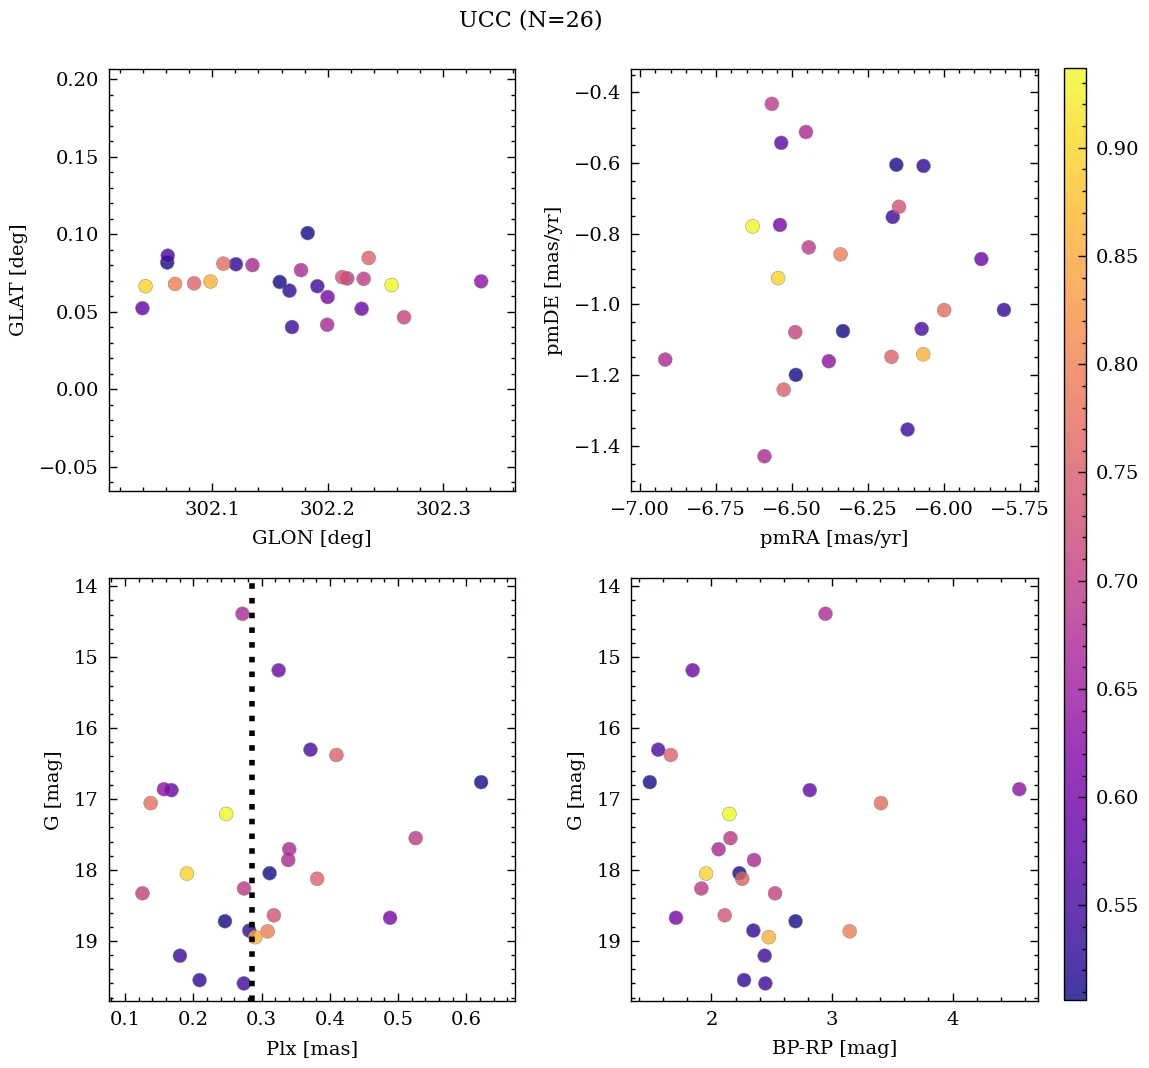 UCC (N=26)
0.20
0.15
0.10
0.05
0.00
−0.05
GLAT [deg]
302.1 302.2 302.3
GLON [deg]
−0.4
−0.6
−0.8
−1.0
−1.2
−1.4
pmDE [mas/yr]
−7.00 −6.75 −6.50 −6.25 −6.00 −5.75
pmRA [mas/yr]
14
15
16
17
18
19
G [mag]
0.1 0.2 0.3 0.4 0.5 0.6
Plx [mas]
14
15
16
17
18
19
G [mag]
2 3 4
BP-RP [mag]
0.90
0.85
0.80
0.75
0.70
0.65
0.60
0.55